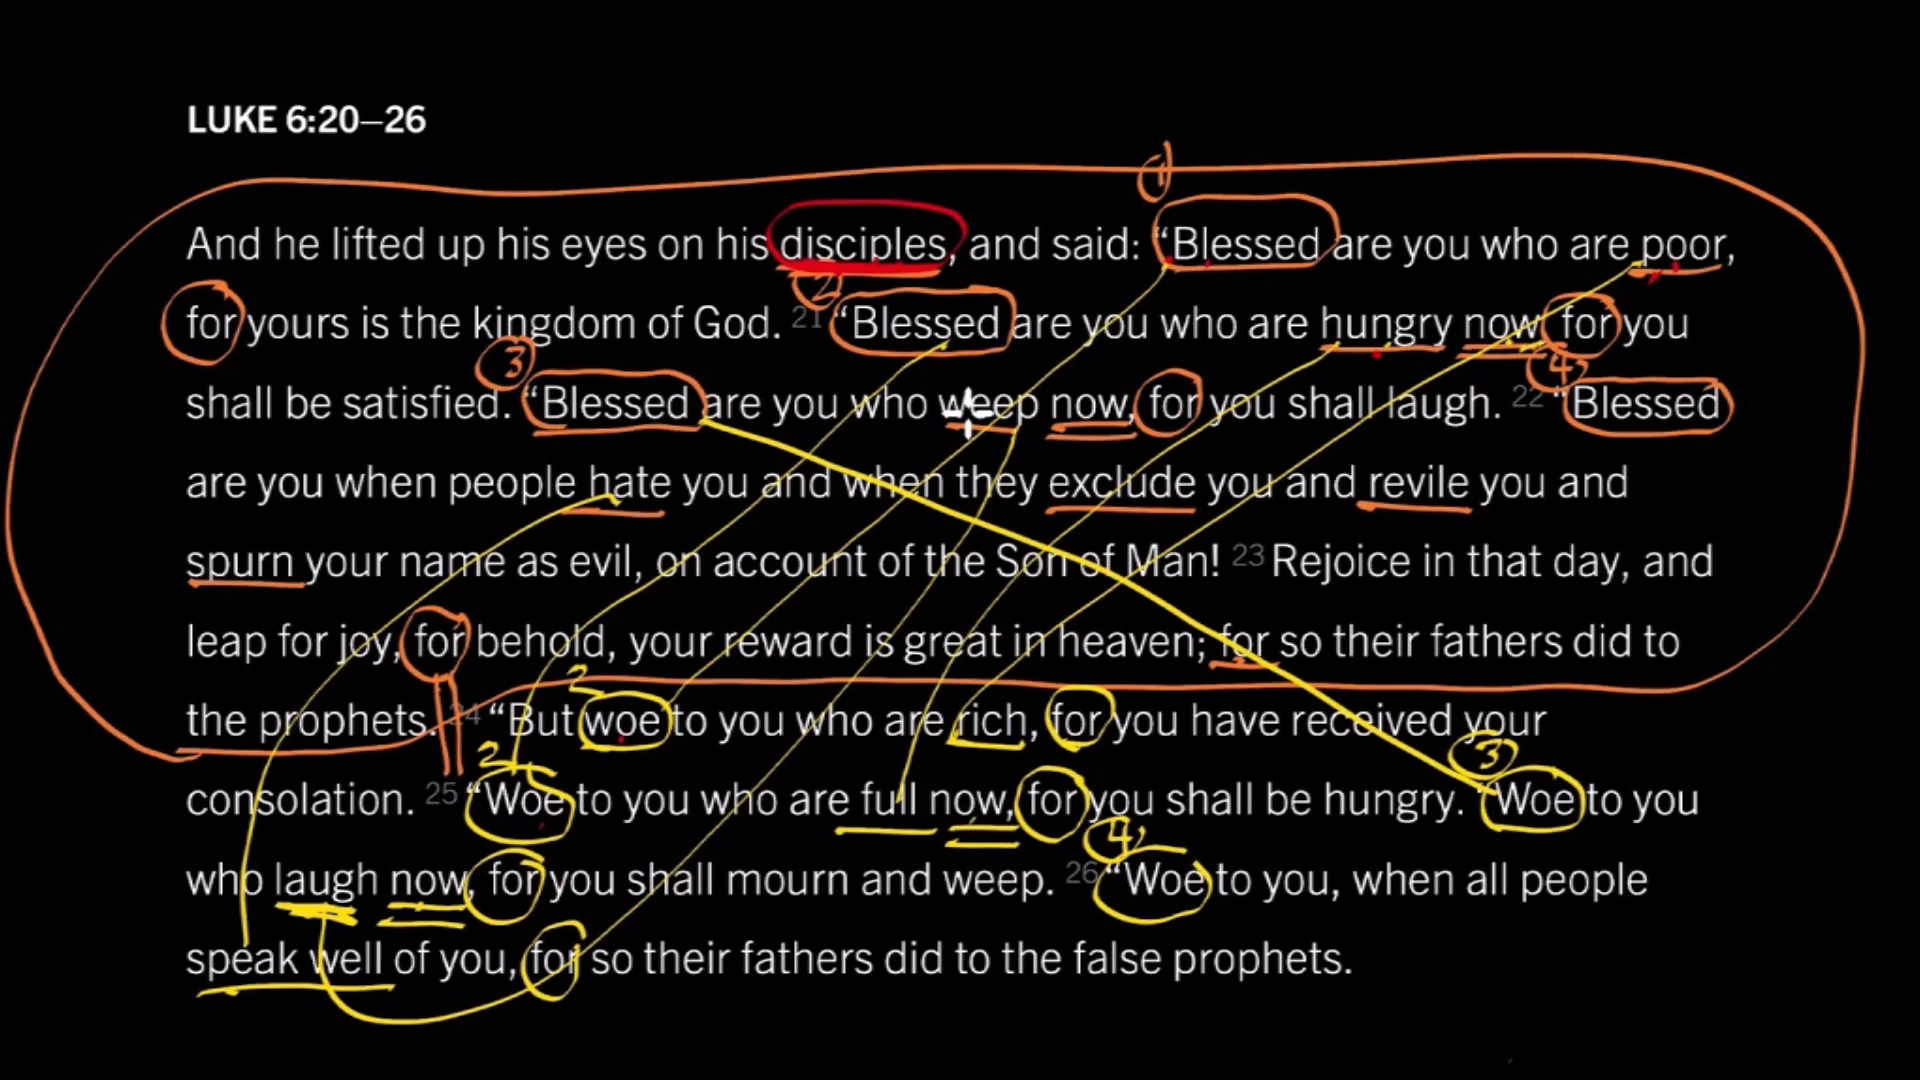 LUKE 6:20–26
1
And he lifted up his eyes on his disciples, and said: “Blessed are you who are poor,
2
for yours is the kingdom of God. 21 “Blessed are you who are hungry now for you
3 4
shall be satisfied. “Blessed are you who weep now, for you shall laugh. 22 “Blessed
are you when people hate you and when they exclude you and revile you and
spurn your name as evil, on account of the Son of Man! 23 Rejoice in that day, and
leap for joy, for behold, your reward is great in heaven; for so their fathers did to
2
the prophets. 24 “But woe to you who are rich, for you have received your
2 3
consolation. 25 “Woe to you who are full now, for you shall be hungry. “Woe to you
4
who laugh now, for you shall mourn and weep. 26 “Woe to you, when all people
speak well of you, for so their fathers did to the false prophets.